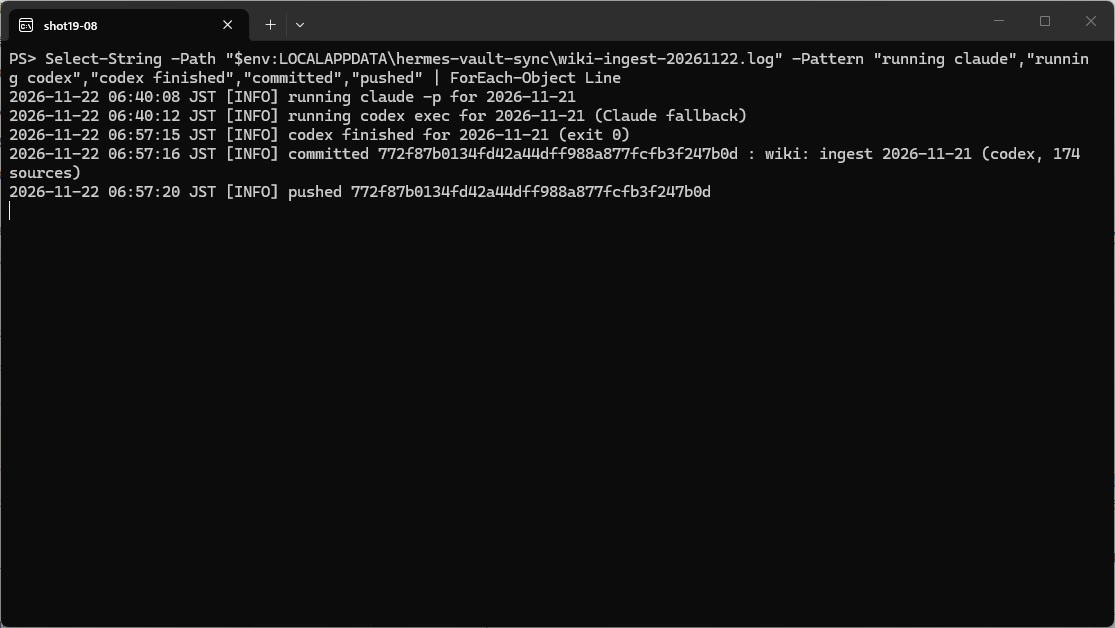 shot19-08
PS> Select-String -Path "$env:LOCALAPPDATA\hermes-vault-sync\wiki-ingest-20261122.log" -Pattern "running claude","runnin
g codex","codex finished","committed","pushed" | ForEach-Object Line
2026-11-22 06:40:08 JST [INFO] running claude -p for 2026-11-21
2026-11-22 06:40:12 JST [INFO] running codex exec for 2026-11-21 (Claude fallback)
2026-11-22 06:57:15 JST [INFO] codex finished for 2026-11-21 (exit 0)
2026-11-22 06:57:16 JST [INFO] committed 772f87b0134fd42a44dff988a877fcfb3f247b0d : wiki: ingest 2026-11-21 (codex, 174
sources)
2026-11-22 06:57:20 JST [INFO] pushed 772f87b0134fd42a44dff988a877fcfb3f247b0d